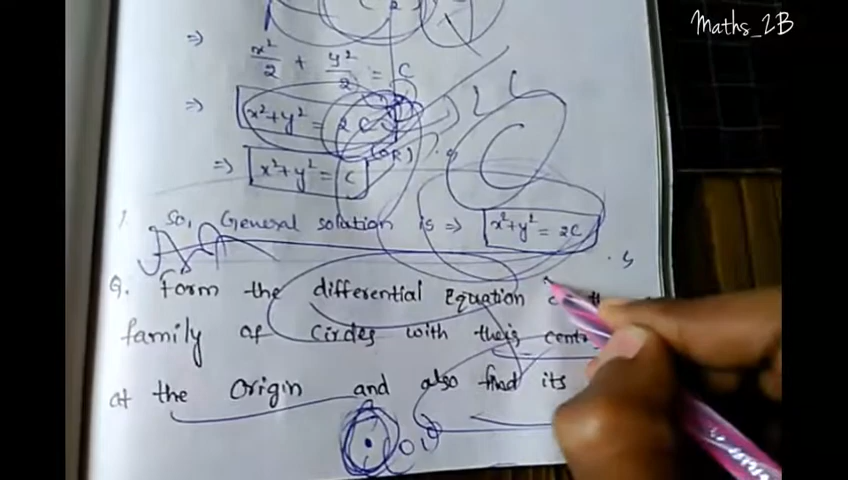 Maths_2B
⇒ x²/2 + y²/2 = C
⇒ x²+y² = 2C
(OR)
⇒ x²+y² = C
So, General solution is ⇒ x²+y² = 2C
Q. Form the differential Equation
family of Circles with their
at the Origin and also find its